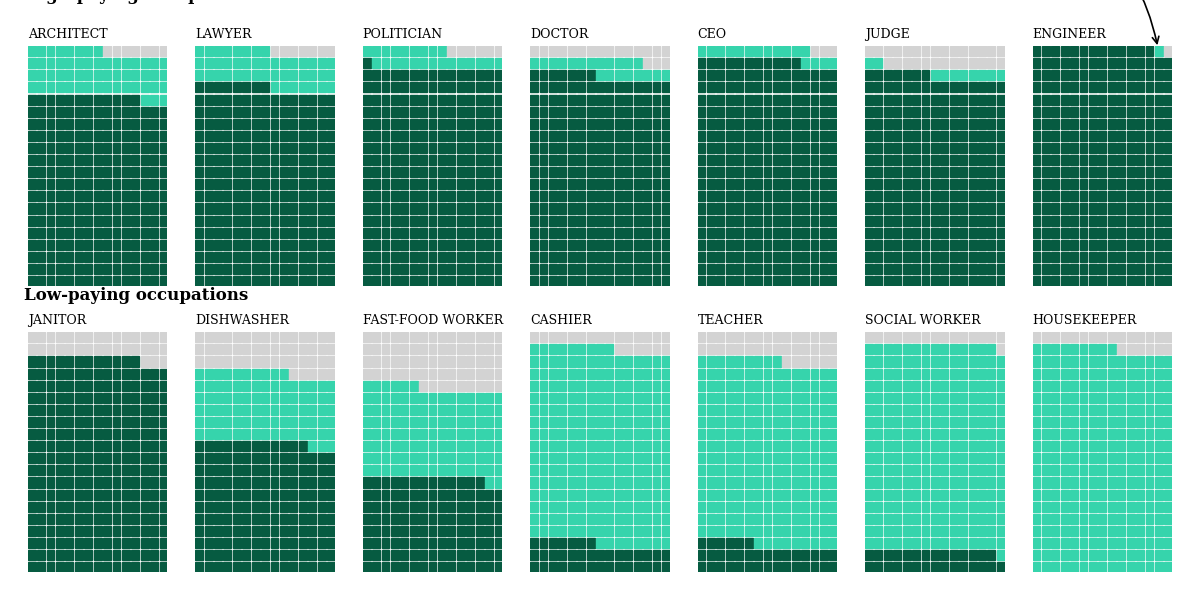 ARCHITECT
LAWYER
POLITICIAN
DOCTOR
CEO
JUDGE
ENGINEER
Low-paying occupations
JANITOR
DISHWASHER
FAST-FOOD WORKER
CASHIER
TEACHER
SOCIAL WORKER
HOUSEKEEPER